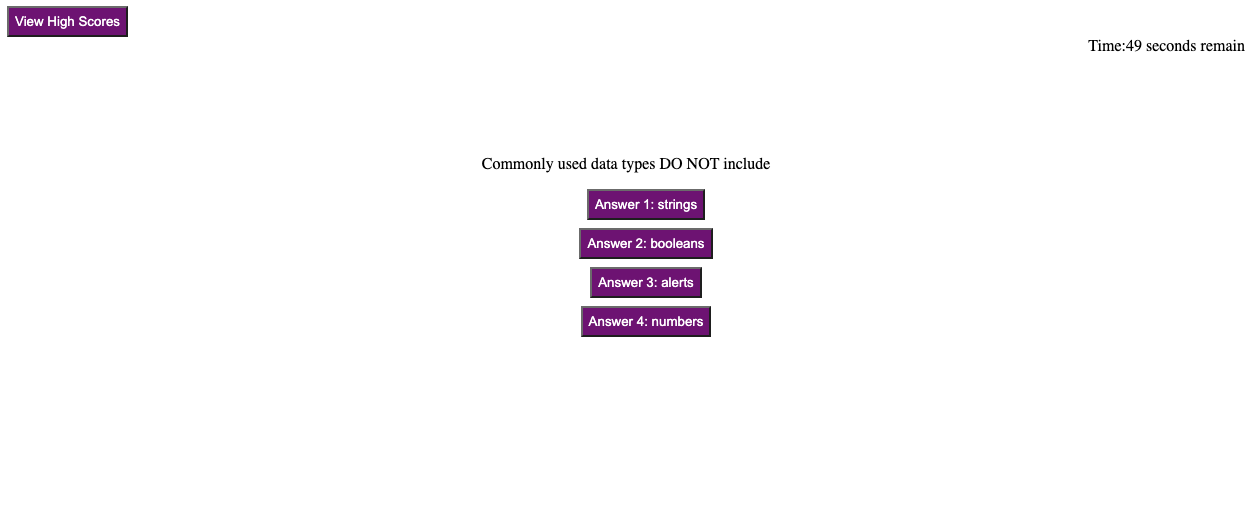 View High Scores
Time:49 seconds remain
Commonly used data types DO NOT include
Answer 1: strings
Answer 2: booleans
Answer 3: alerts
Answer 4: numbers